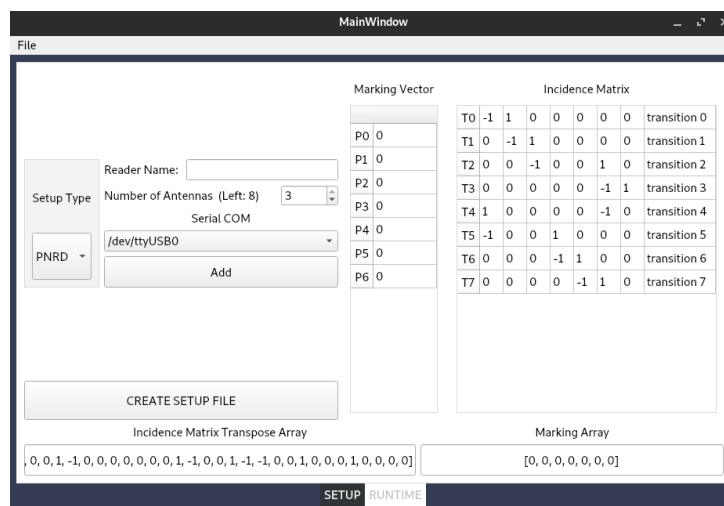 MainWindow
File
Marking Vector
Incidence Matrix
P0 0
P1 0
P2 0
P3 0
P4 0
P5 0
P6 0
T0 -1 1 0 0 0 0 0 transition 0
T1 0 -1 1 0 0 0 0 transition 1
T2 0 0 -1 0 0 1 0 transition 2
T3 0 0 0 0 0 -1 1 transition 3
T4 1 0 0 0 0 -1 0 transition 4
T5 -1 0 0 1 0 0 0 transition 5
T6 0 0 0 -1 1 0 0 transition 6
T7 0 0 0 0 -1 1 0 transition 7
Setup Type
PNRD
Reader Name:
Number of Antennas (Left: 8) 3
Serial COM
/dev/ttyUSB0
Add
CREATE SETUP FILE
Incidence Matrix Transpose Array
, 0, 0, 1, -1, 0, 0, 0, 0, 0, 0, 1, -1, 0, 0, 1, -1, -1, 0, 0, 1, 0, 0, 0, 1, 0, 0, 0, 0]
Marking Array
[0, 0, 0, 0, 0, 0, 0]
SETUP RUNTIME